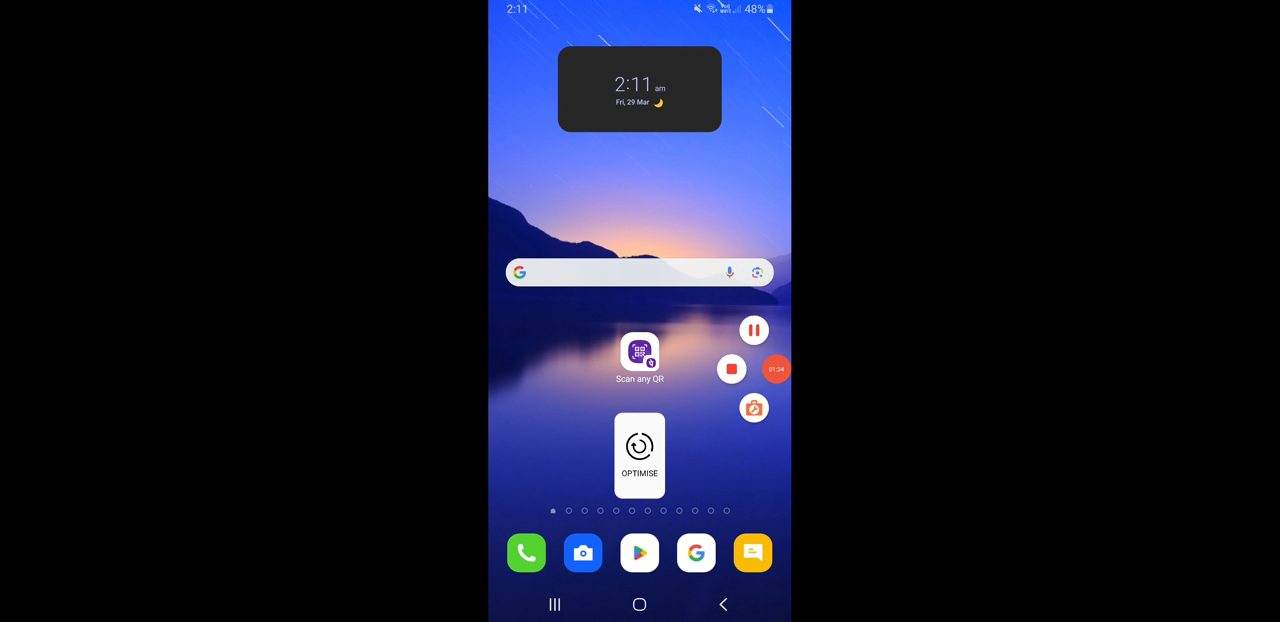 2:11
48%
2:11 am
Fri, 29 Mar
Scan any QR
01:34
OPTIMISE